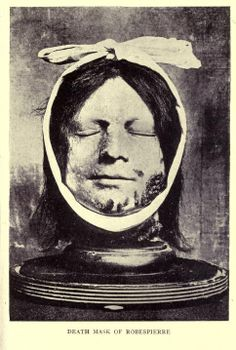 DEATH MASK OF ROBESPIERRE